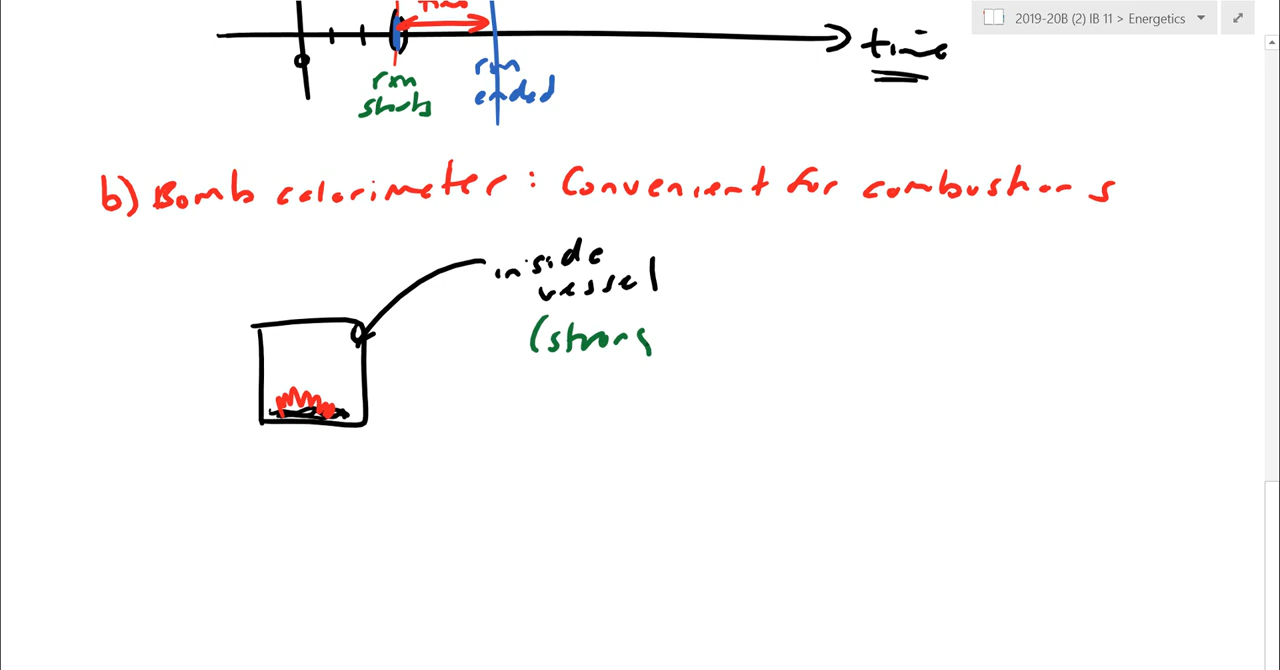 2019-20B (2) IB 11 > Energetics
time
time
0
rxn starts
rxn ended
b) Bomb calorimeter : Convenient for combustions
inside
vessel
(strong